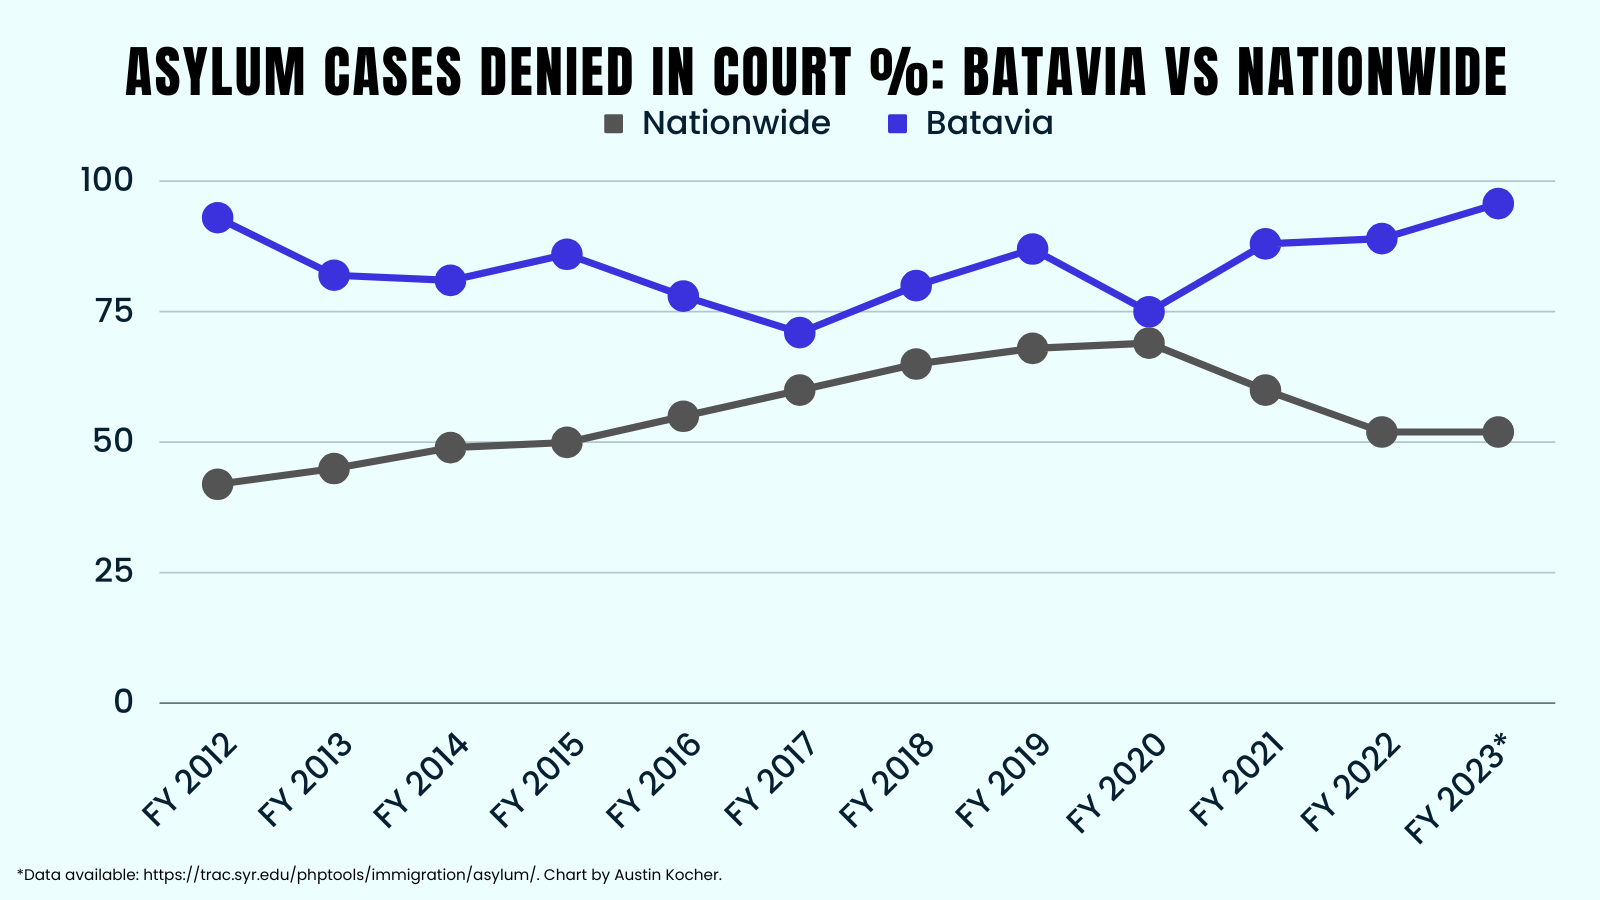 ASYLUM CASES DENIED IN COURT %: BATAVIA VS NATIONWIDE
Nationwide
Batavia
100
75
50
25
0
FY 2012
FY 2013
FY 2014
FY 2015
FY 2016
FY 2017
FY 2018
FY 2019
FY 2020
FY 2021
FY 2022
FY 2023*
*Data available: https://trac.syr.edu/phptools/immigration/asylum/. Chart by Austin Kocher.